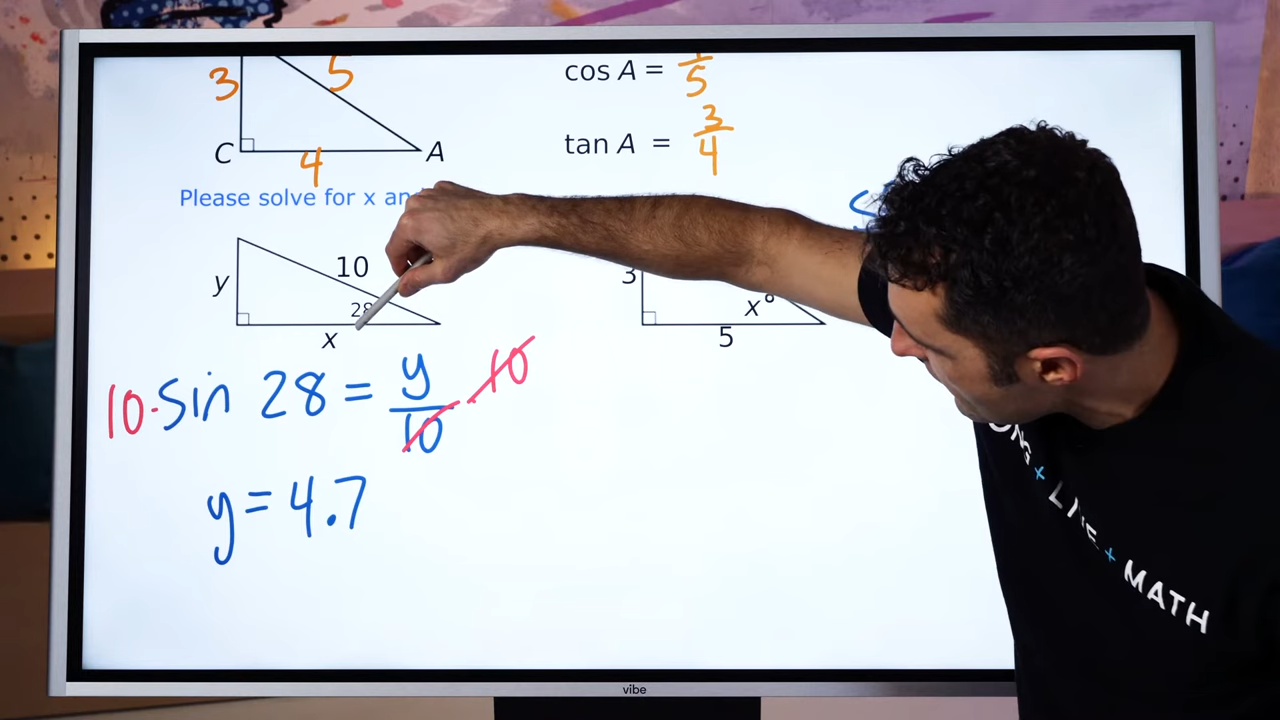 3
5
cos A =
5
tan A = 3/4
C
A
4
Please solve for x
y
10
28
x
3
x°
5
10·sin 28 = y/10 · 10
y = 4.7
+ LIVE + MATH
vibe